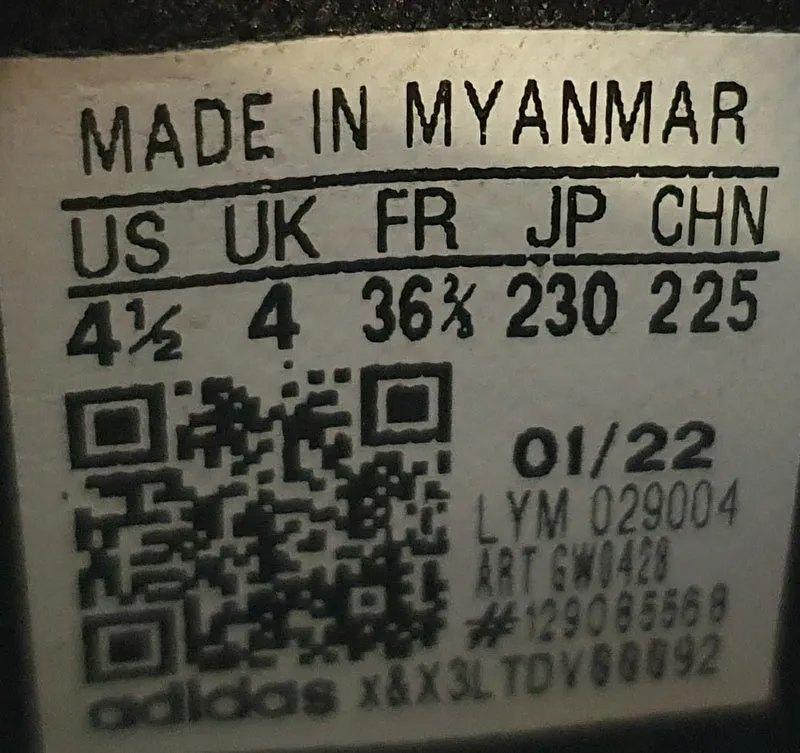 MADE IN MYANMAR
US UK FR JP CHN
4½ 4 36⅔ 230 225
01/22
LYM 029004
ART GW0428
#129085568
adidas